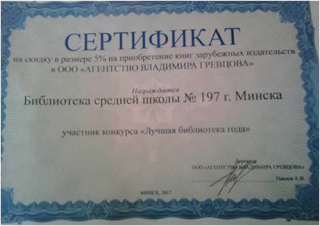 СЕРТИФИКАТ
на скидку в размере 5% на приобретение книг зарубежных издательств
в ООО «АГЕНТСТВО ВЛАДИМИРА ГРЕВЦОВА»
Награждается
Библиотека средней школы № 197 г. Минска
участник конкурса «Лучшая библиотека года»
Директор
ООО «АГЕНТСТВО ВЛАДИМИРА ГРЕВЦОВА»
МИНСК, 2017